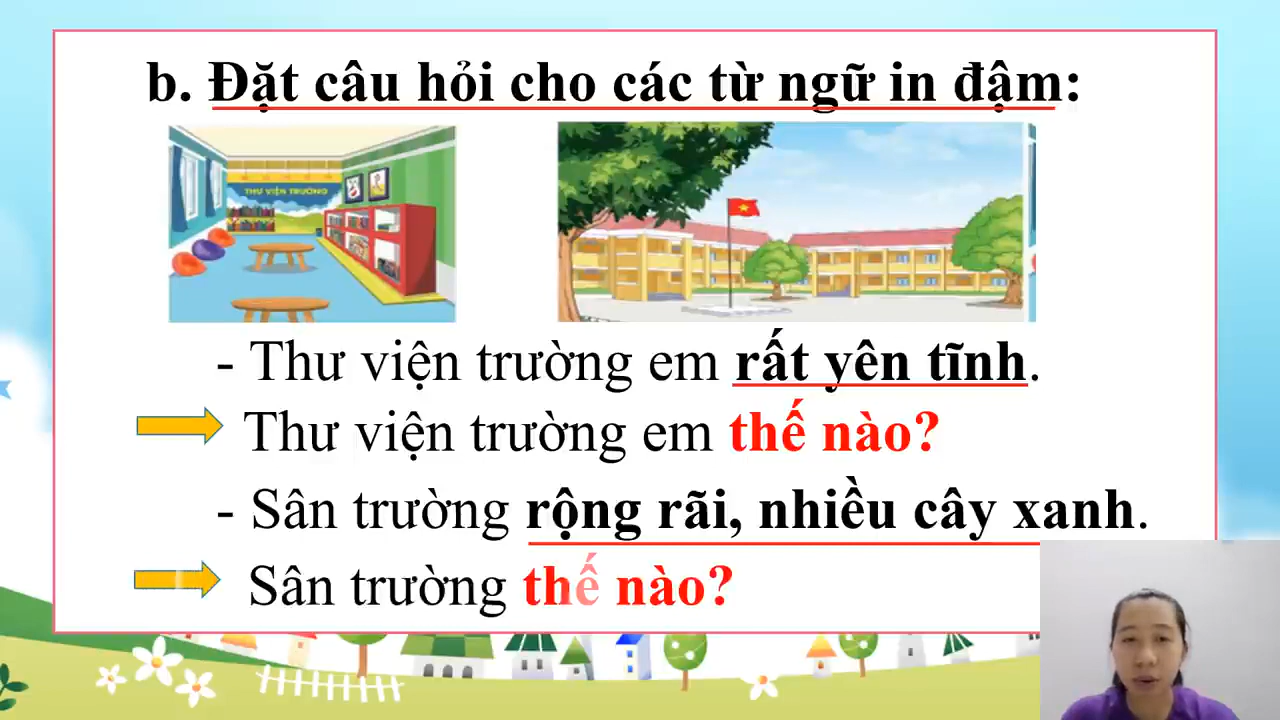 b. Đặt câu hỏi cho các từ ngữ in đậm:
THƯ VIỆN TRƯỜNG
- Thư viện trường em rất yên tĩnh.
Thư viện trường em thế nào?
- Sân trường rộng rãi, nhiều cây xanh.
Sân trường thế nào?